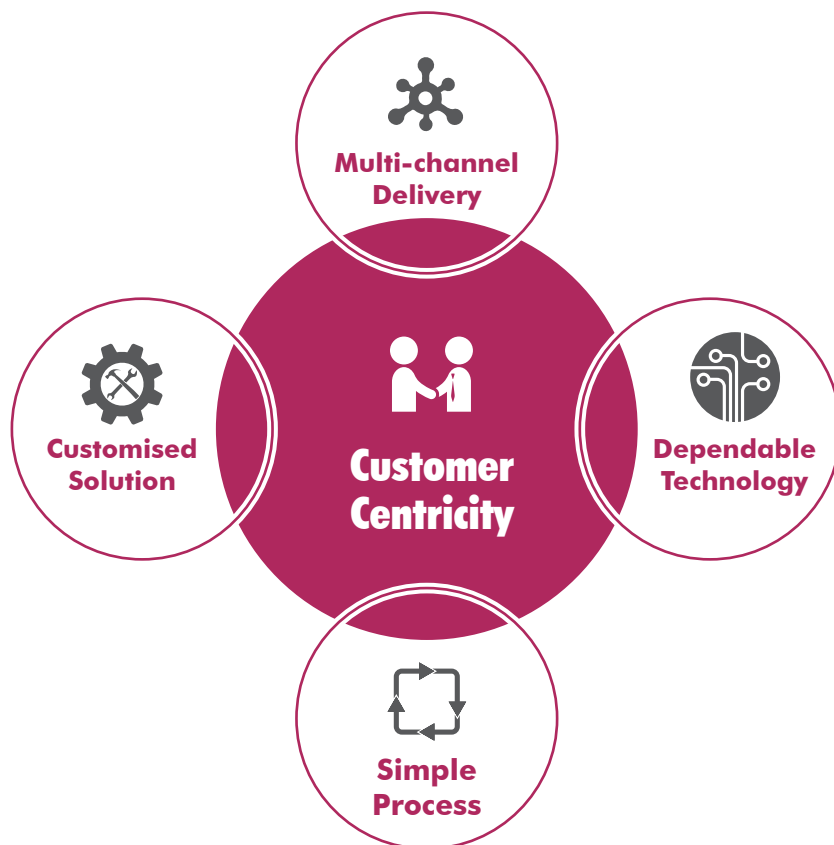 Multi-channel
Delivery
Customised
Solution
Customer
Centricity
Dependable
Technology
Simple
Process